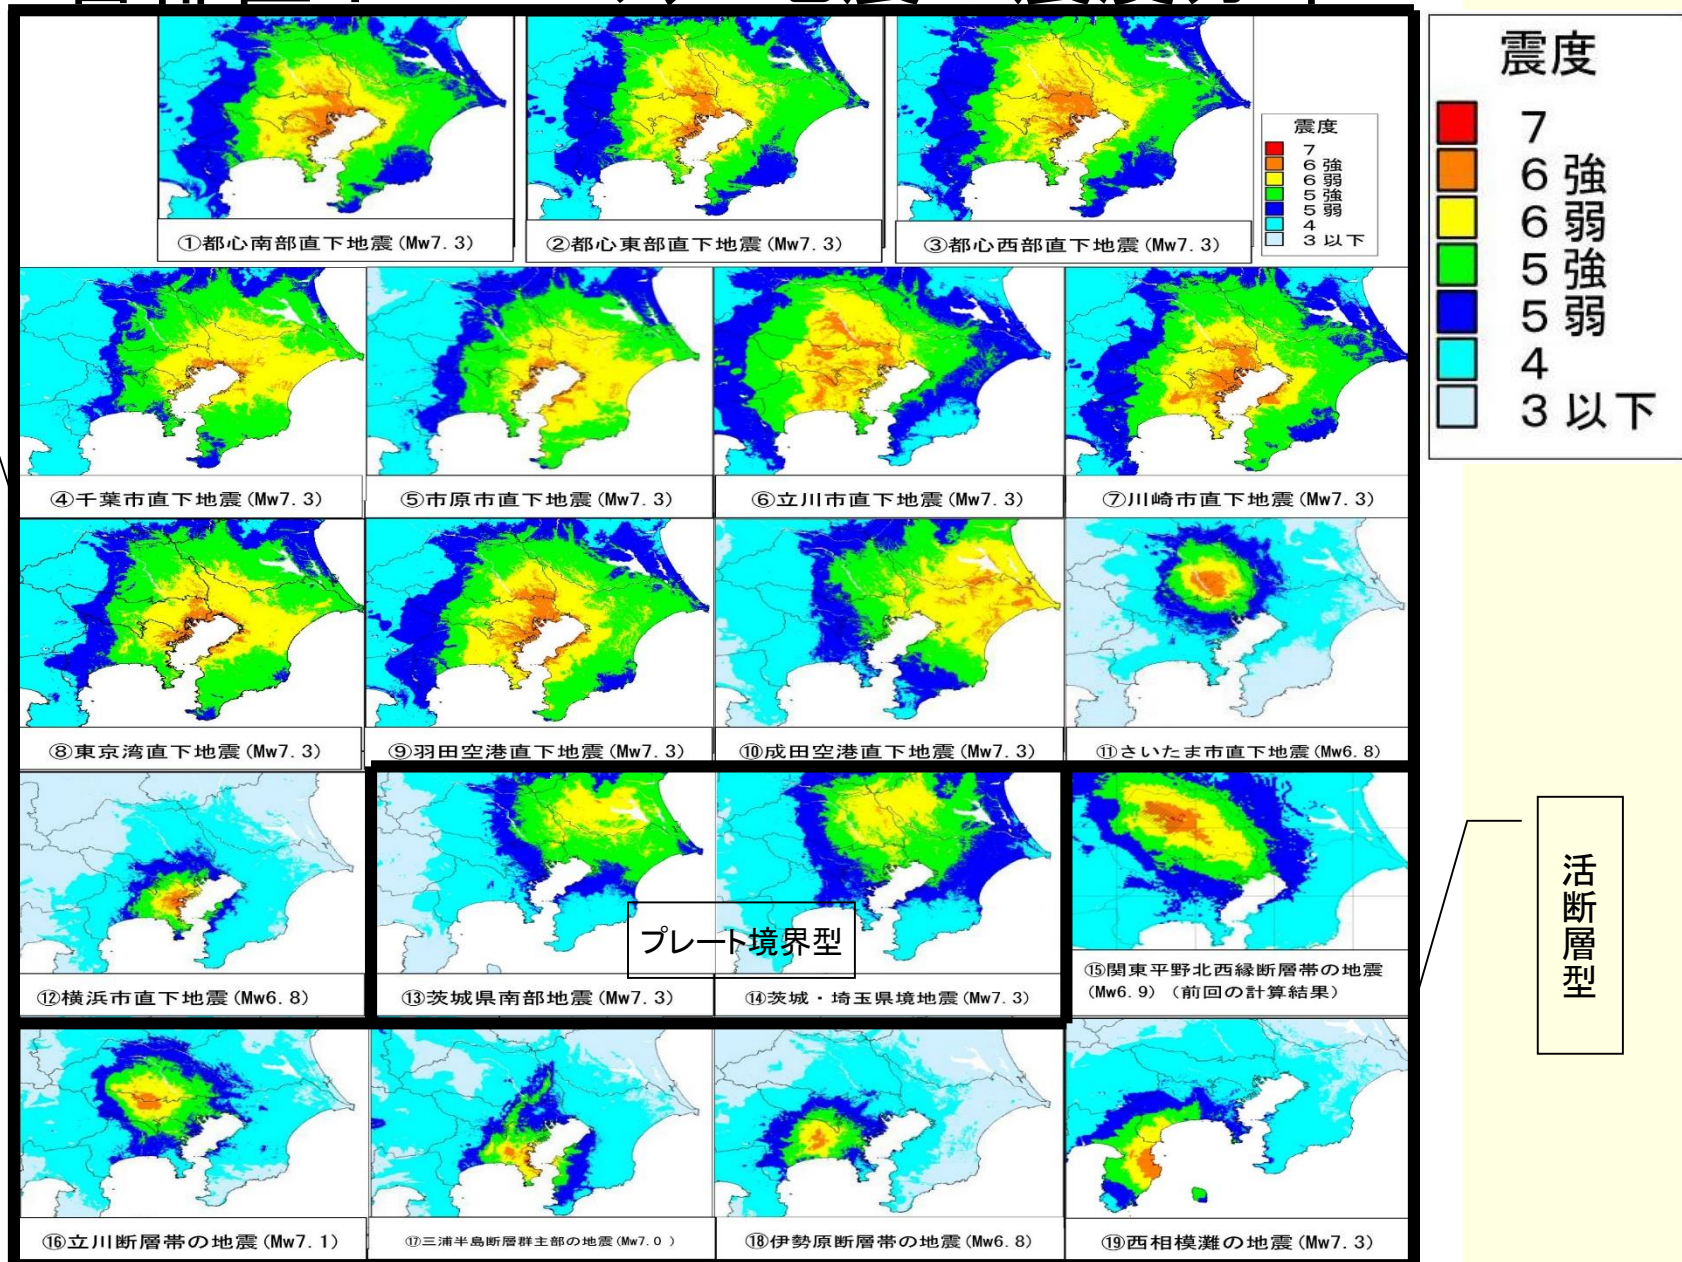 震度
7
6強
6弱
5強
5弱
4
3以下
①都心南部直下地震(Mw7.3)
②都心東部直下地震(Mw7.3)
③都心西部直下地震(Mw7.3)
震度
7
6強
6弱
5強
5弱
4
3以下
④千葉市直下地震(Mw7.3)
⑤市原市直下地震(Mw7.3)
⑥立川市直下地震(Mw7.3)
⑦川崎市直下地震(Mw7.3)
⑧東京湾直下地震(Mw7.3)
⑨羽田空港直下地震(Mw7.3)
⑩成田空港直下地震(Mw7.3)
⑪さいたま市直下地震(Mw6.8)
プレート境界型
活断層型
⑫横浜市直下地震(Mw6.8)
⑬茨城県南部地震(Mw7.3)
⑭茨城・埼玉県境地震(Mw7.3)
⑮関東平野北西縁断層帯の地震
(Mw6.9)(前回の計算結果)
⑯立川断層帯の地震(Mw7.1)
⑰三浦半島断層群主部の地震(Mw7.0 )
⑱伊勢原断層帯の地震(Mw6.8)
⑲西相模灘の地震(Mw7.3)